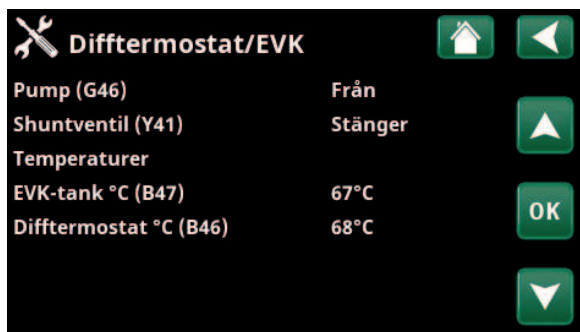 Difftermostat/EVK
Pump (G46) Från
Shuntventil (Y41) Stänger
Temperaturer
EVK-tank °C (B47) 67°C
Difftermostat °C (B46) 68°C
OK